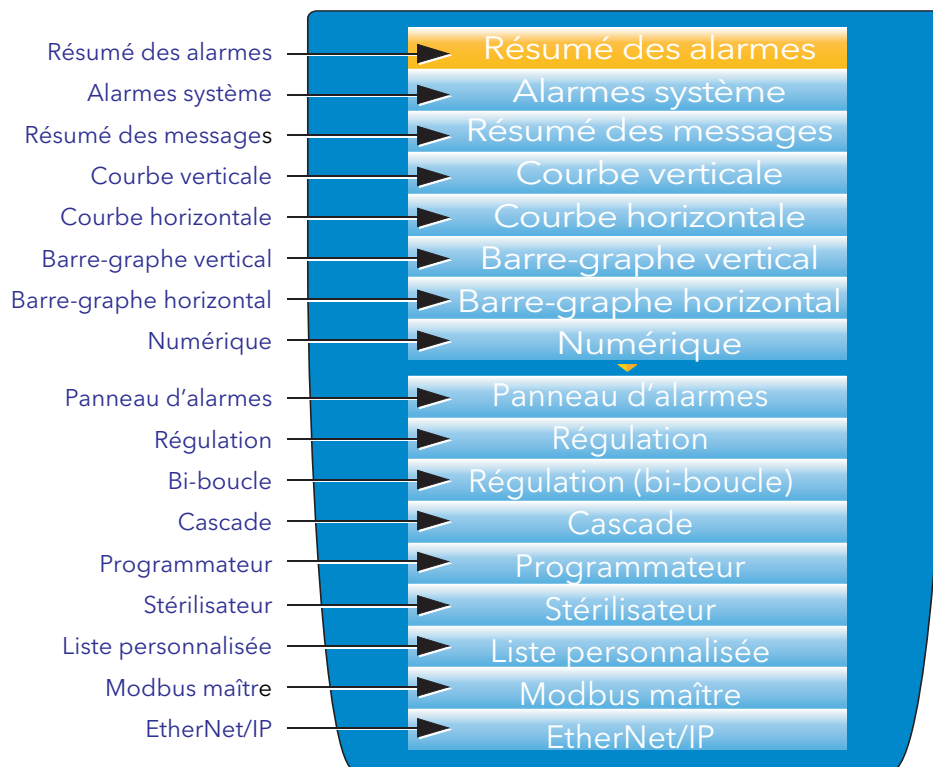 Résumé des alarmes Résumé des alarmes
Alarmes système Alarmes système
Résumé des messages Résumé des messages
Courbe verticale Courbe verticale
Courbe horizontale Courbe horizontale
Barre-graphe vertical Barre-graphe vertical
Barre-graphe horizontal Barre-graphe horizontal
Numérique Numérique
Panneau d'alarmes Panneau d'alarmes
Régulation Régulation
Bi-boucle Régulation (bi-boucle)
Cascade Cascade
Programmateur Programmateur
Stérilisateur Stérilisateur
Liste personnalisée Liste personnalisée
Modbus maître Modbus maître
EtherNet/IP EtherNet/IP